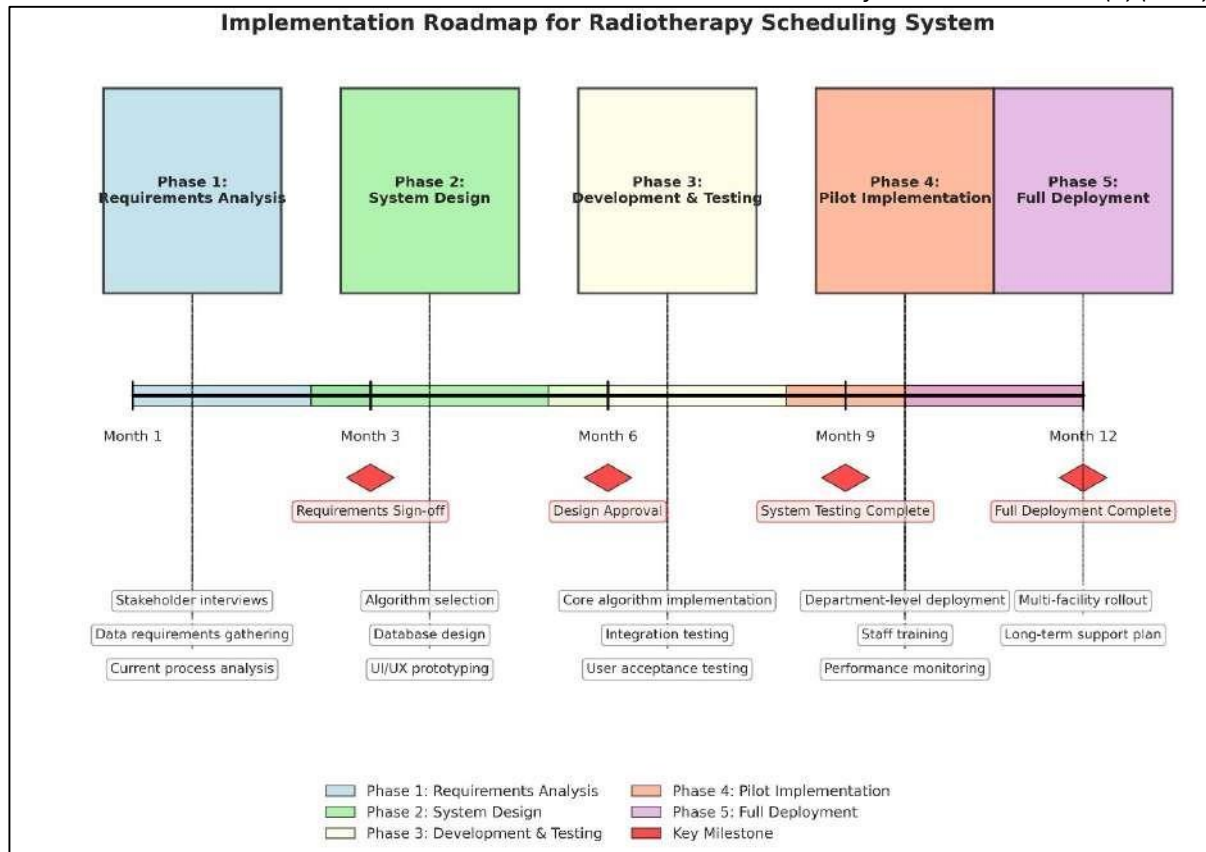 Implementation Roadmap for Radiotherapy Scheduling System
Phase 1:
Requirements Analysis
Phase 2:
System Design
Phase 3:
Development & Testing
Phase 4:
Pilot Implementation
Phase 5:
Full Deployment
Month 1
Month 3
Month 6
Month 9
Month 12
Requirements Sign-off
Design Approval
System Testing Complete
Full Deployment Complete
Stakeholder interviews
Data requirements gathering
Current process analysis
Algorithm selection
Database design
UI/UX prototyping
Core algorithm implementation
Integration testing
User acceptance testing
Department-level deployment
Staff training
Performance monitoring
Multi-facility rollout
Long-term support plan
Phase 1: Requirements Analysis
Phase 2: System Design
Phase 3: Development & Testing
Phase 4: Pilot Implementation
Phase 5: Full Deployment
Key Milestone